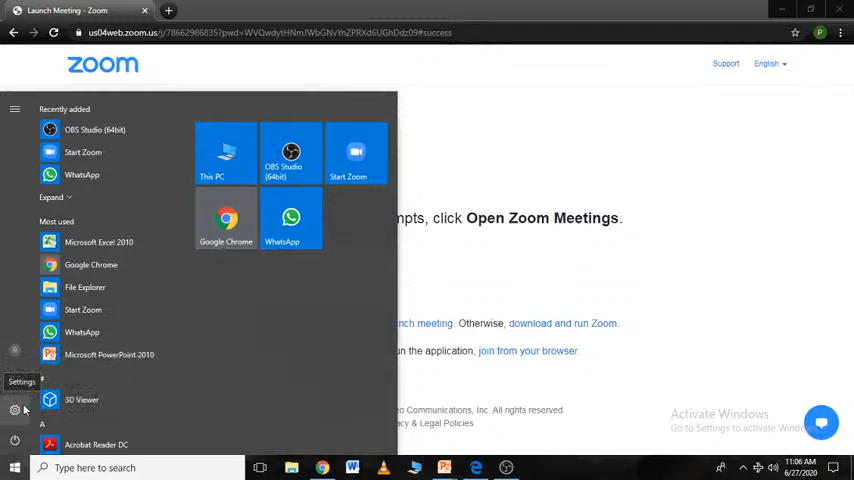 Launch Meeting - Zoom
us04web.zoom.us/j/78662986835?pwd=WVQwdytHNmJWbGNvYnZPRXd6UGhDdz09#success
P
zoom
Support
English
Recently added
OBS Studio (64bit)
Start Zoom
WhatsApp
Expand
Most used
Microsoft Excel 2010
Google Chrome
File Explorer
Start Zoom
WhatsApp
Microsoft PowerPoint 2010
#
3D Viewer
A
Acrobat Reader DC
Settings
This PC
OBS Studio
(64bit)
Start Zoom
Google Chrome
WhatsApp
mpts, click Open Zoom Meetings.
nch meeting. Otherwise, download and run Zoom.
un the application, join from your browser.
eo Communications, Inc. All rights reserved.
acy & Legal Policies
Activate Windows
Go to Settings to activate Windows
Type here to search
11:06 AM
6/27/2020